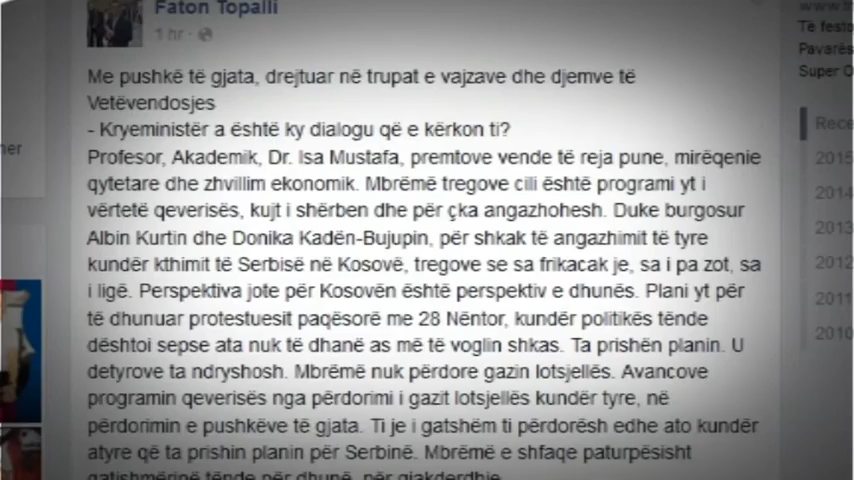 Faton Topalli
1 hr
Me pushkë të gjata, drejtuar në trupat e vajzave dhe djemve të
Vetëvendosjes
- Kryeministër a është ky dialogu që e kërkon ti?
Profesor, Akademik, Dr. Isa Mustafa, premtove vende të reja pune, mirëqenie
qytetare dhe zhvillim ekonomik. Mbrëmë tregove cili është programi yt i
vërtetë qeverisës, kujt i shërben dhe për çka angazhohesh. Duke burgosur
Albin Kurtin dhe Donika Kadën-Bujupin, për shkak të angazhimit të tyre
kundër kthimit të Serbisë në Kosovë, tregove se sa frikacak je, sa i pa zot, sa
i ligë. Perspektiva jote për Kosovën është perspektiv e dhunës. Plani yt për
të dhunuar protestuesit paqësorë me 28 Nëntor, kundër politikës tënde
dështoi sepse ata nuk të dhanë as më të voglin shkas. Ta prishën planin. U
detyrove ta ndryshosh. Mbrëmë nuk përdore gazin lotsjellës. Avancove
programin qeverisës nga përdorimi i gazit lotsjellës kundër tyre, në
përdorimin e pushkëve të gjata. Ti je i gatshëm ti përdorësh edhe ato kundër
atyre që ta prishin planin për Serbinë. Mbrëmë e shfaqe paturpësisht
gatishmërinë tënde për dhunë, për gjakderdhje
Të festo
Pavarës
Super O
Rece
2015
2014
2013
2012
2011
2010